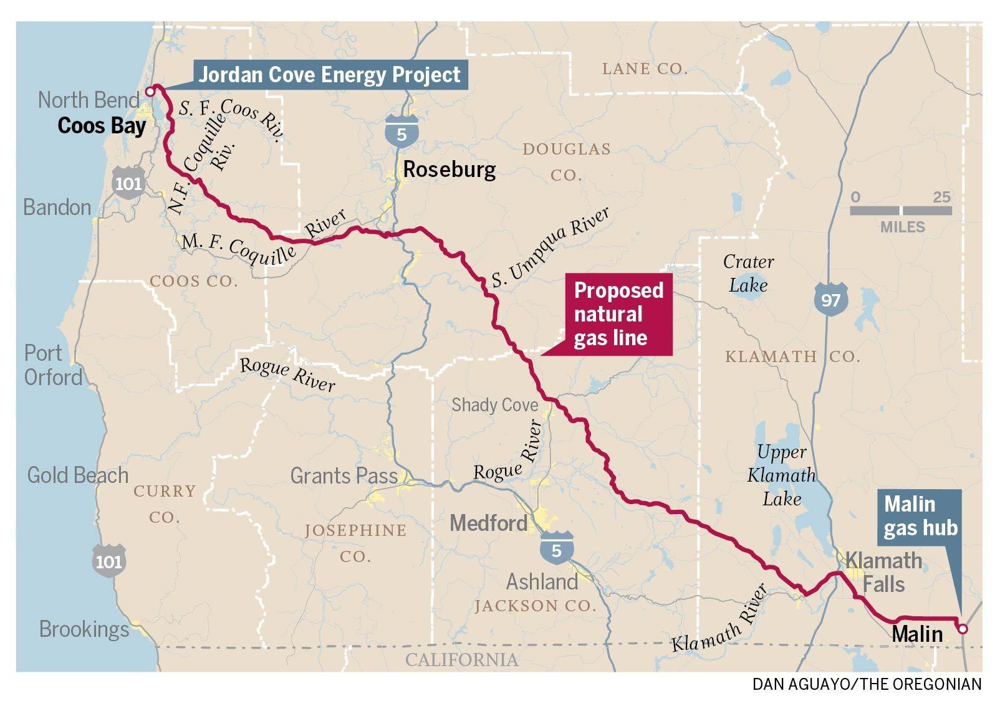 Jordan Cove Energy Project
LANE CO.
North Bend
Coos Bay
S. F. Coos Riv.
N.F. Coquille
Riv.
5
Roseburg
DOUGLAS
CO.
101
Bandon
0 25
MILES
River
M. F. Coquille
S. Umpqua River
COOS CO.
Crater
Lake
Proposed
natural
gas line
97
Port
Orford
Rogue River
KLAMATH CO.
Shady Cove
Rogue River
Upper
Klamath
Lake
Gold Beach
CURRY
CO.
Grants Pass
Medford
JOSEPHINE
CO.
Malin
gas hub
101
5
Klamath
Falls
Ashland
JACKSON CO.
Klamath River
Brookings
Malin
CALIFORNIA
DAN AGUAYO/THE OREGONIAN